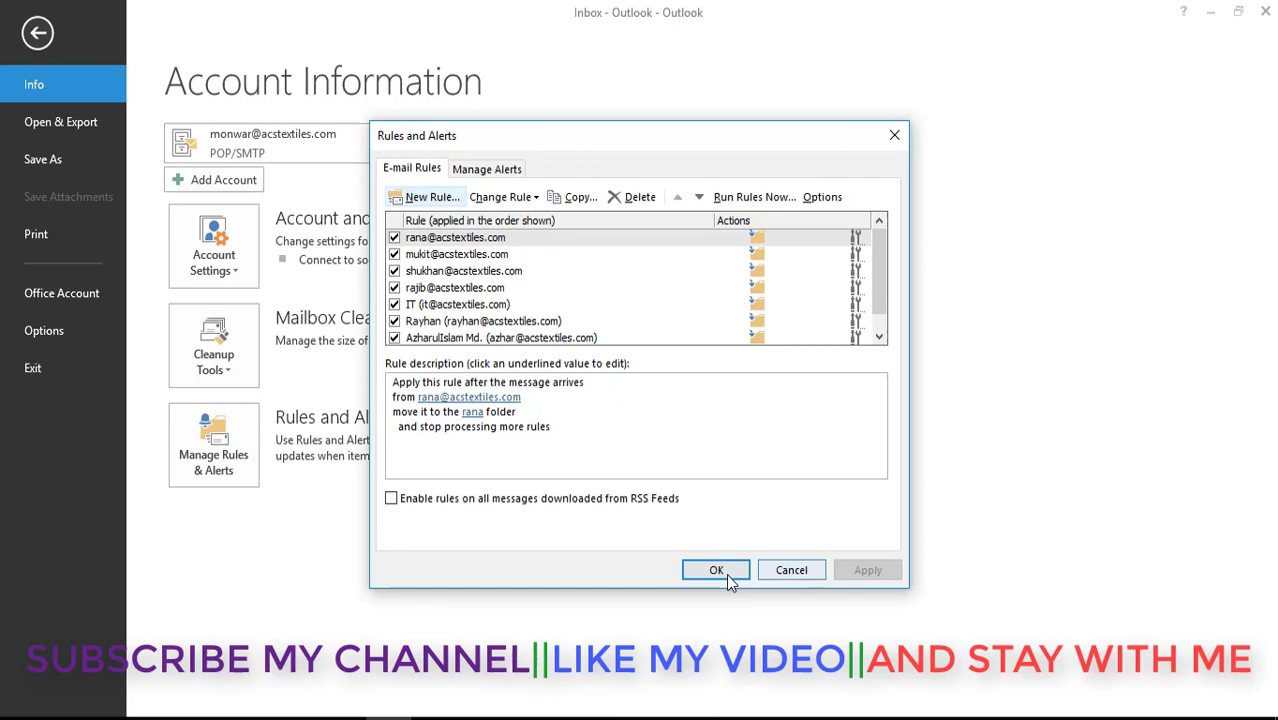 Inbox - Outlook - Outlook
?
Info
Open & Export
Save As
Save Attachments
Print
Office Account
Options
Exit
Account Information
monwar@acstextiles.com
POP/SMTP
Add Account
Account Settings
Account and
Change settings fo
Connect to so
Cleanup Tools
Mailbox Clea
Manage the size of
Manage Rules & Alerts
Rules and Al
Use Rules and Alert
updates when item
Rules and Alerts
E-mail Rules
Manage Alerts
New Rule... Change Rule Copy... Delete Run Rules Now... Options
Rule (applied in the order shown) Actions
rana@acstextiles.com
mukit@acstextiles.com
shukhan@acstextiles.com
rajib@acstextiles.com
IT (it@acstextiles.com)
Rayhan (rayhan@acstextiles.com)
AzharulIslam Md. (azhar@acstextiles.com)
Rule description (click an underlined value to edit):
Apply this rule after the message arrives
from rana@acstextiles.com
move it to the rana folder
and stop processing more rules
Enable rules on all messages downloaded from RSS Feeds
OK Cancel Apply
SUBSCRIBE MY CHANNEL||LIKE MY VIDEO||AND STAY WITH ME